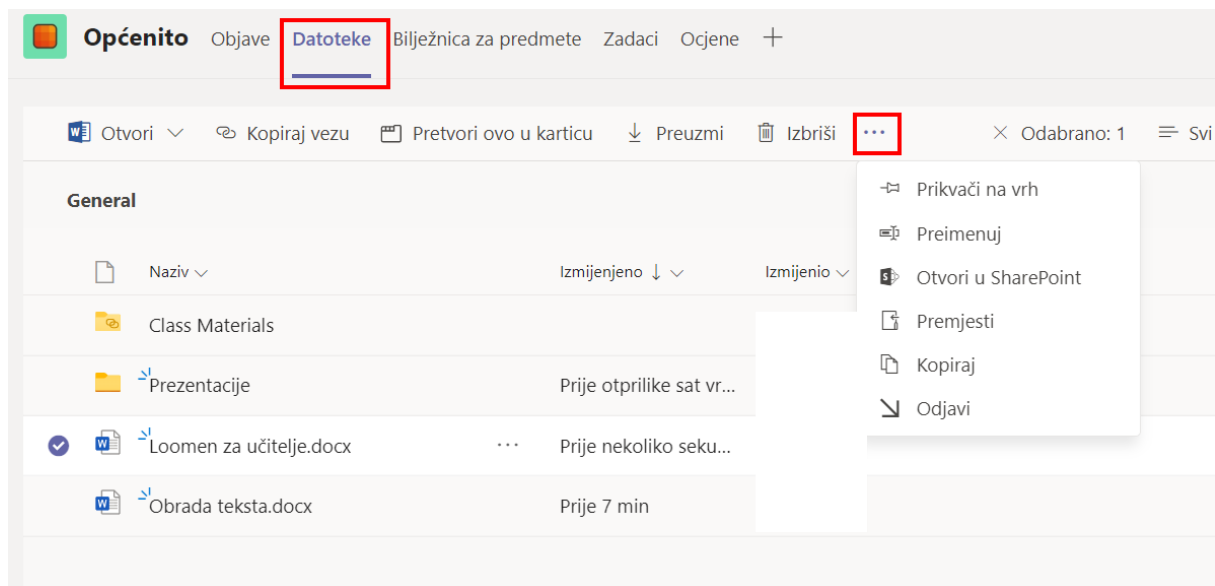 Općenito Objave Datoteke Bilježnica za predmete Zadaci Ocjene
Otvori Kopiraj vezu Pretvori ovo u karticu Preuzmi Izbriši ... Odabrano: 1 Svi
General
Prikvači na vrh
Preimenuj
Naziv Izmijenjeno Izmijenio
Otvori u SharePoint
Class Materials
Premjesti
Kopiraj
Prezentacije Prije otprilike sat vr...
Odjavi
Loomen za učitelje.docx ... Prije nekoliko seku...
Obrada teksta.docx Prije 7 min